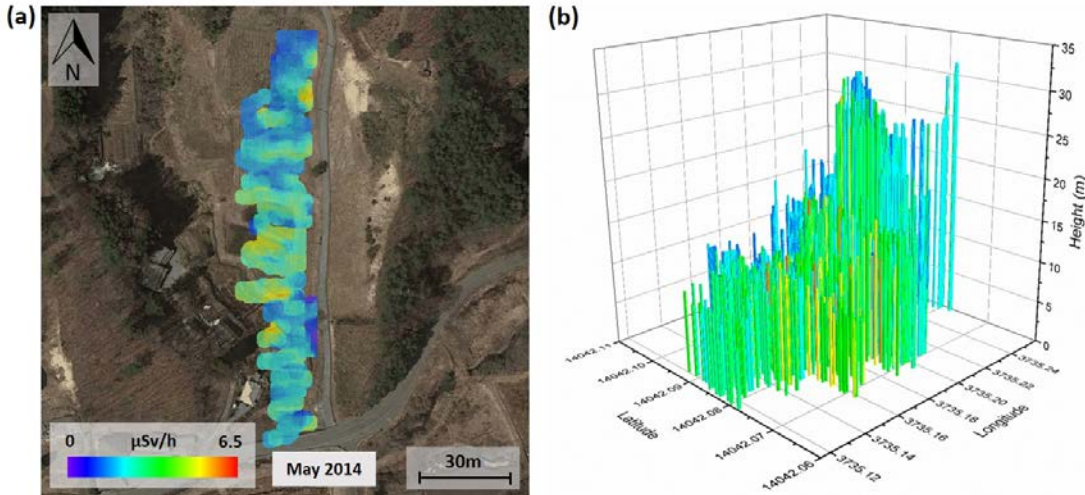 (a)
N
0 μSv/h 6.5
May 2014
30m
(b)
35
30
25
20
15
10
5
0
Height (m)
14042.11
14042.10
14042.09
14042.08
14042.07
14042.06
Latitude
3735.12
3735.14
3735.16
3735.18
3735.20
3735.22
3735.24
Longitude